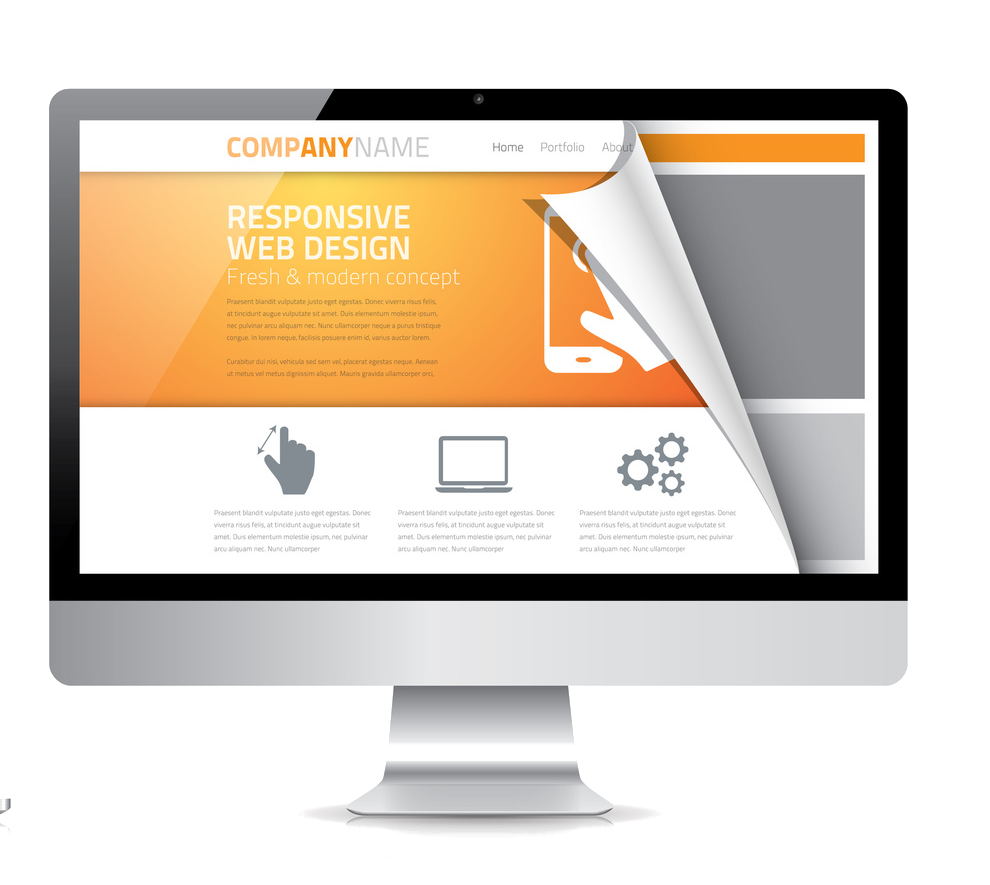 COMPANYNAME
Home Portfolio About
RESPONSIVE
WEB DESIGN
Fresh & modern concept
Praesent blandit vulputate justo eget egestas. Donec viverra risus felis,
at tincidunt augue vulputate sit amet. Duis elementum molestie ipsum,
nec pulvinar arcu aliquam nec. Nunc ullamcorper neque a purus tristique
congue. In lorem neque, facilisis posuere enim id, varius auctor lorem.
Curabitur dui nisi, vehicula sed sem vel, placerat egestas neque. Aenean
ut metus vel metus dignissim aliquet. Mauris gravida ullamcorper orci,
Praesent blandit vulputate justo eget egestas. Donec
viverra risus felis, at tincidunt augue vulputate sit
amet. Duis elementum molestie ipsum, nec pulvinar
arcu aliquam nec. Nunc ullamcorper
Praesent blandit vulputate justo eget egestas. Donec
viverra risus felis, at tincidunt augue vulputate sit
amet. Duis elementum molestie ipsum, nec pulvinar
arcu aliquam nec. Nunc ullamcorper
Praesent blandit vulputate justo eget egestas. Donec
viverra risus felis, at tincidunt augue vulputate sit
amet. Duis elementum molestie ipsum, nec pulvinar
arcu aliquam nec. Nunc ullamcorper